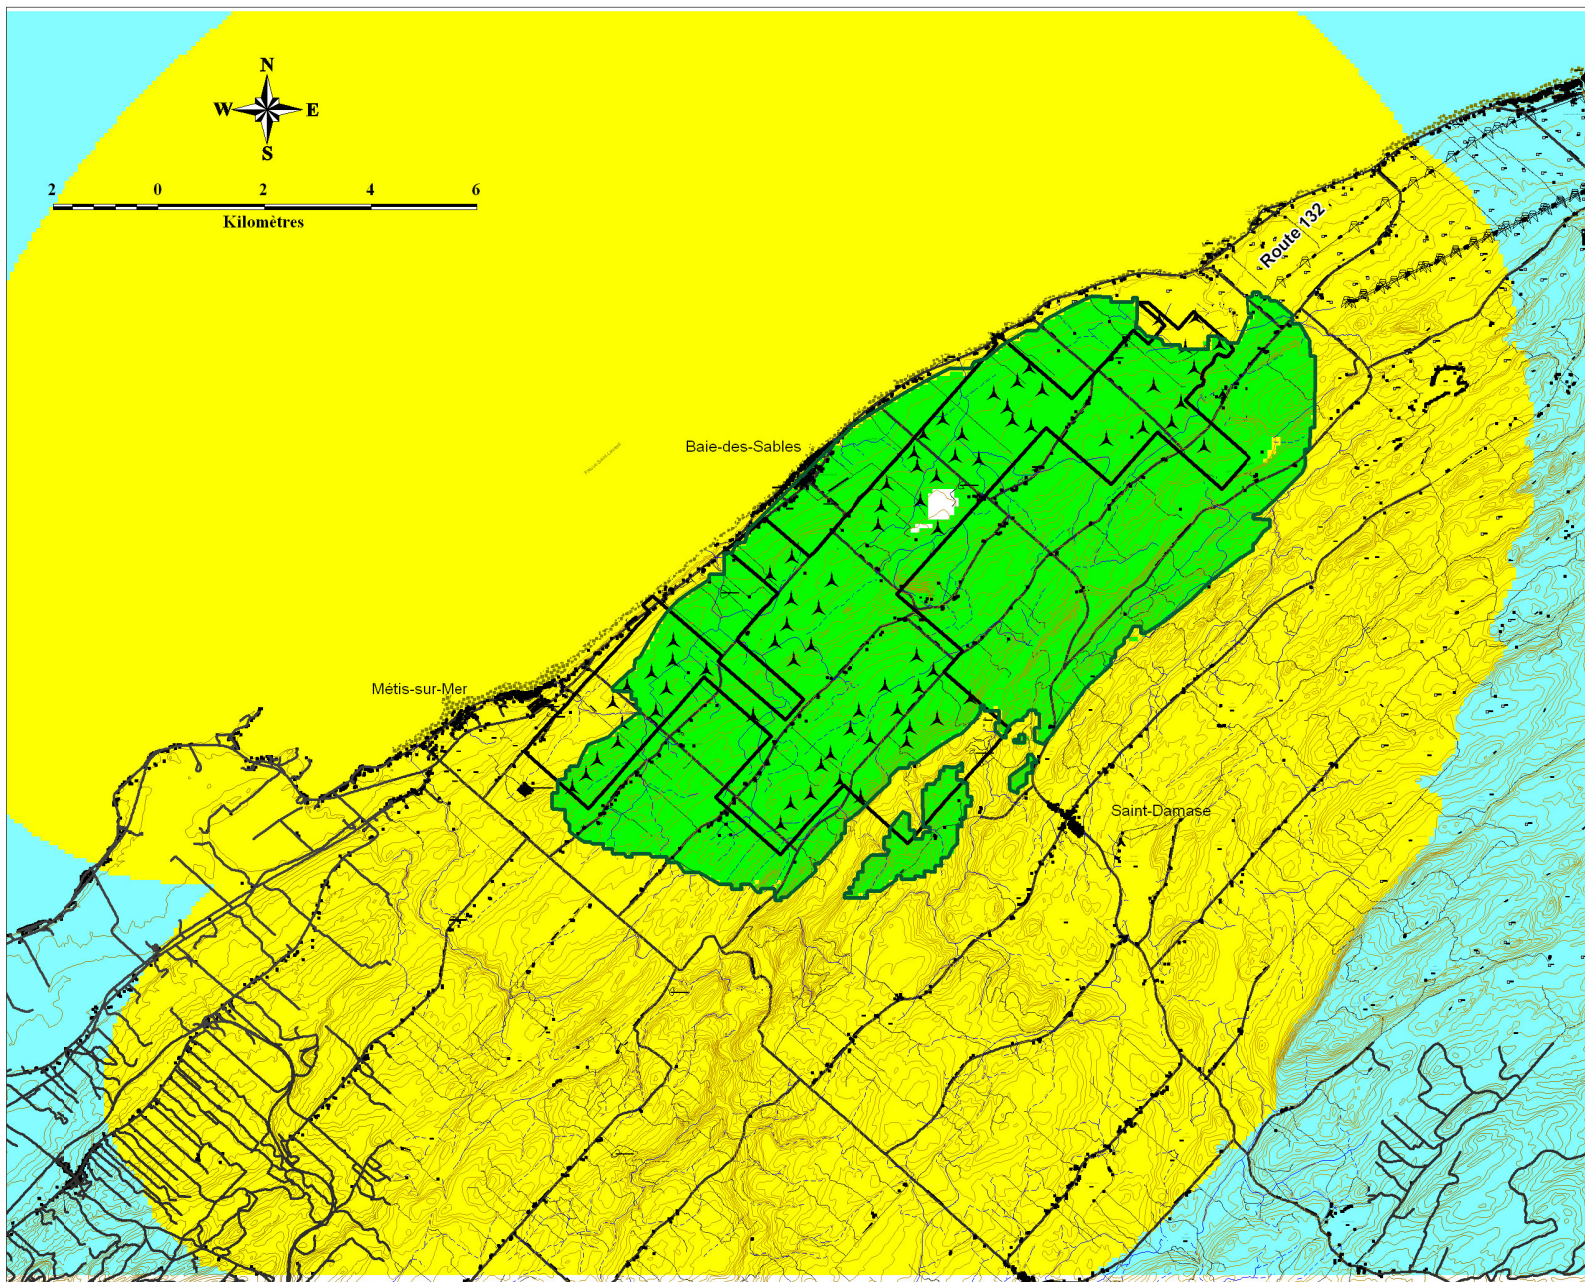 N
W E
S
2 0 2 4 6
Kilomètres
Route 132
Baie-des-Sables
Métis-sur-Mer
Saint-Damase